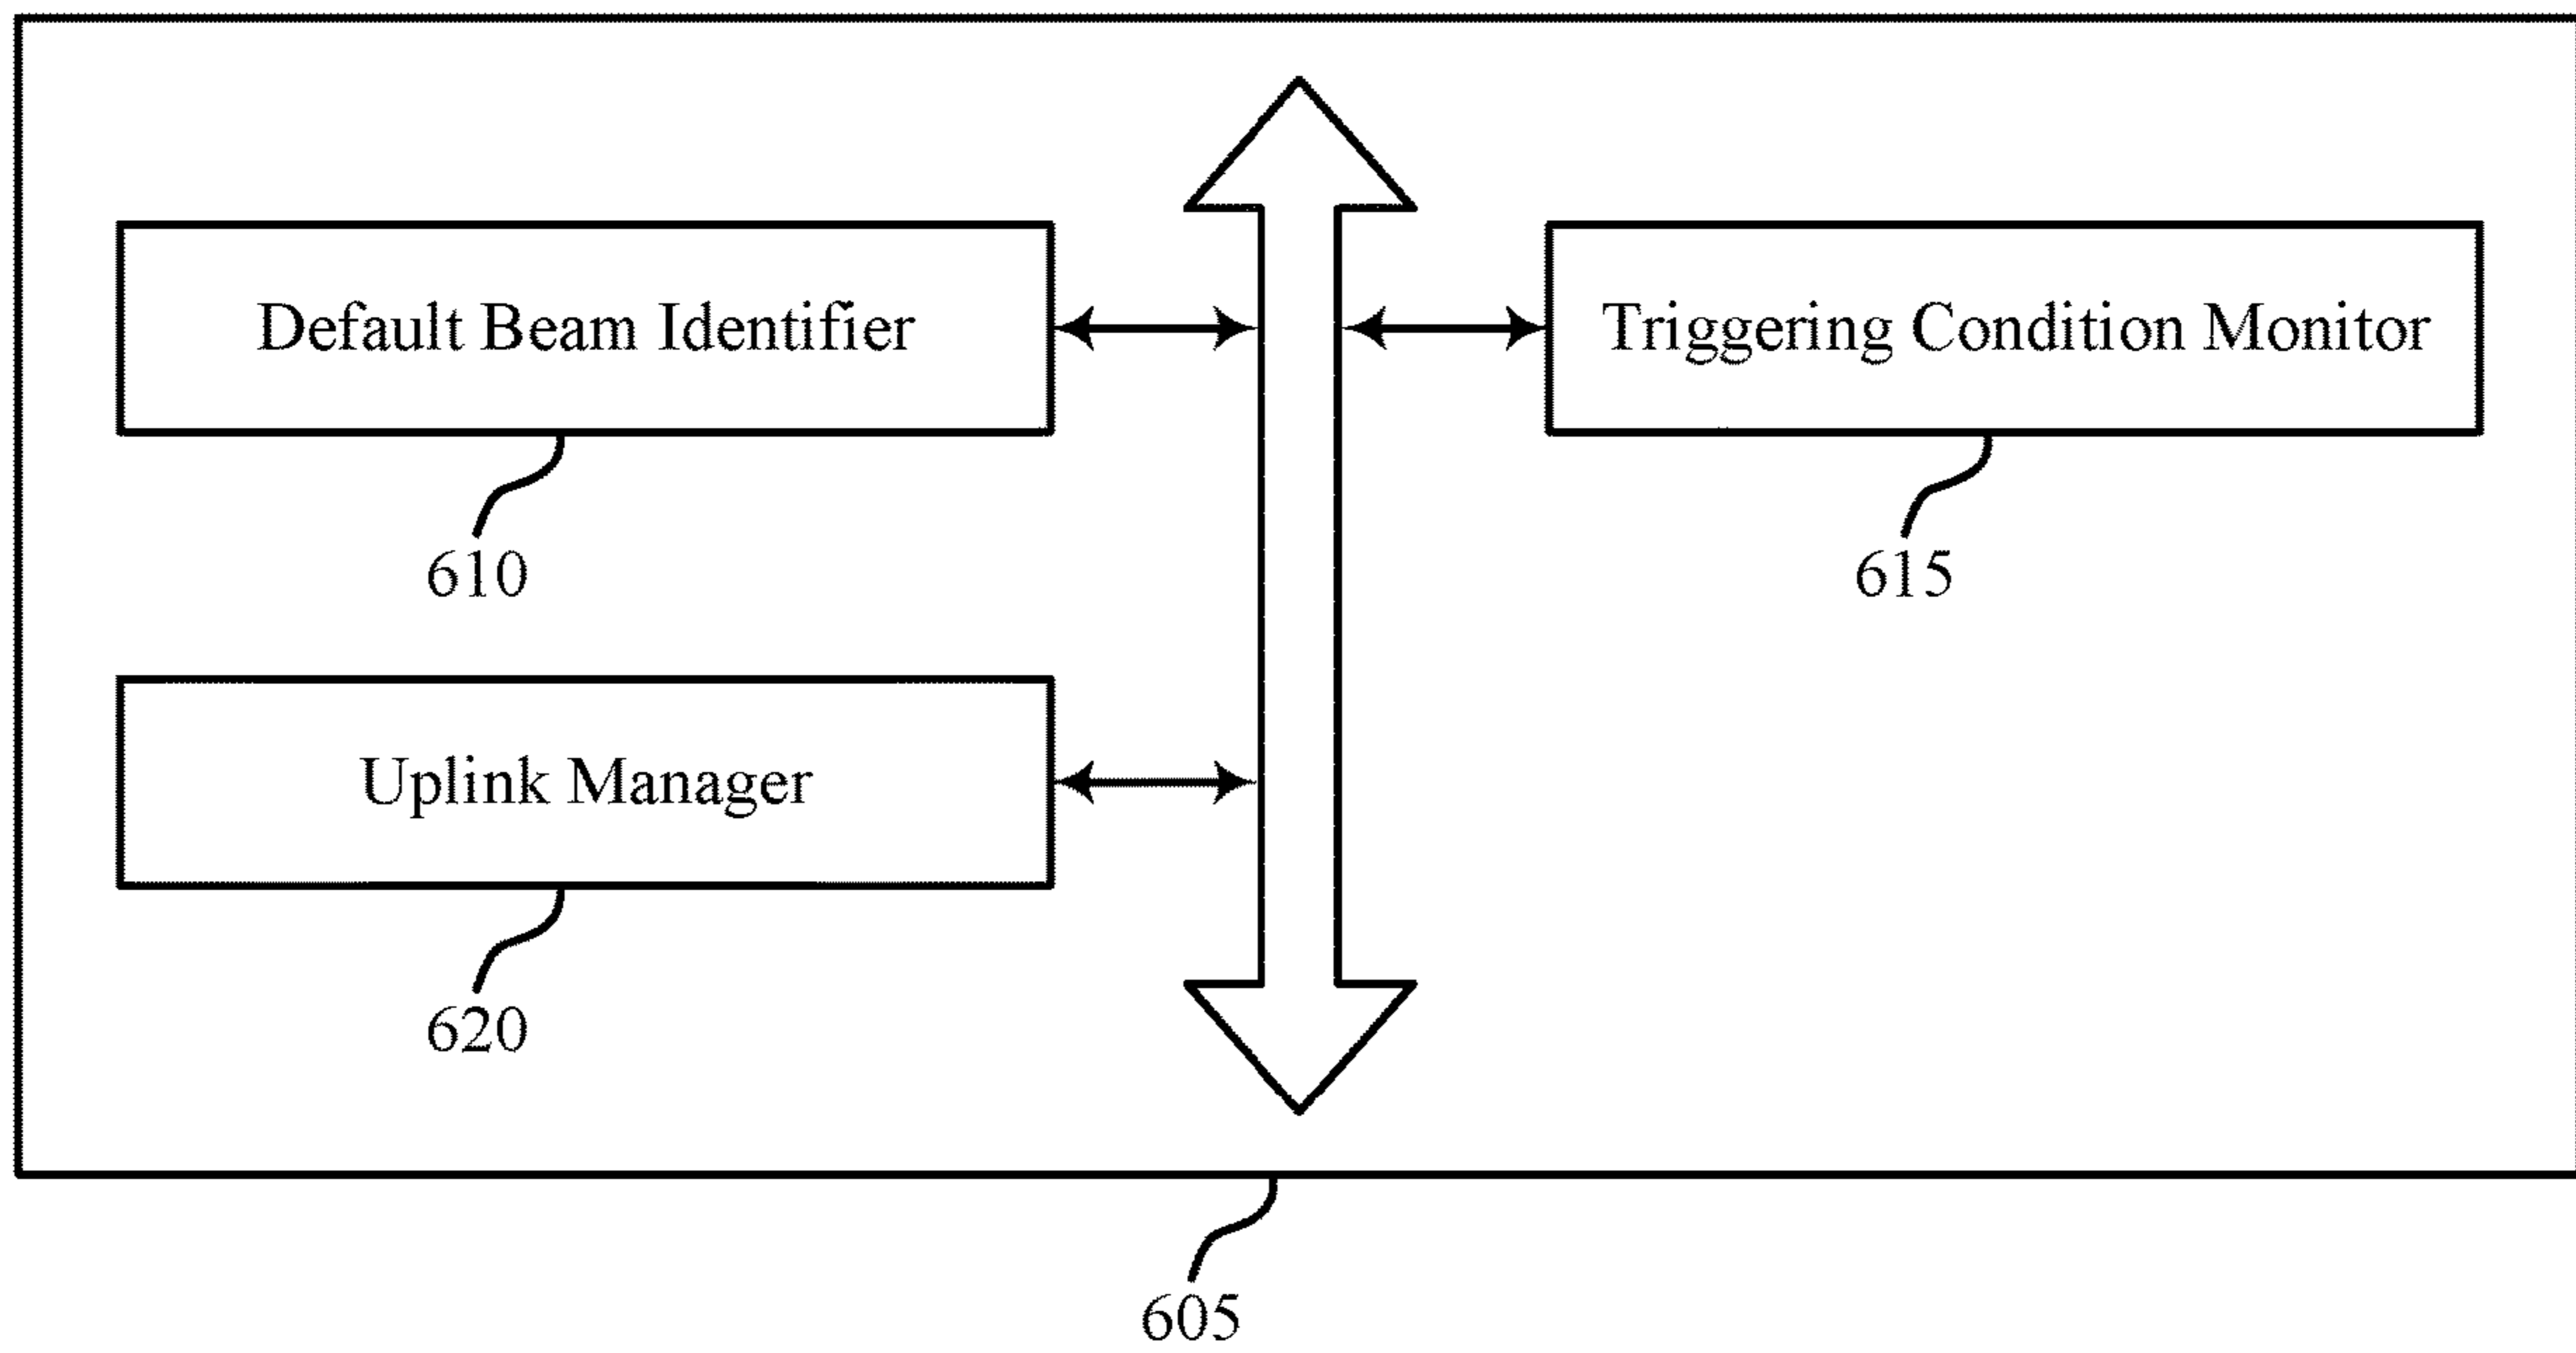 Default Beam Identifier
Triggering Condition Monitor
610
615
Uplink Manager
620
605